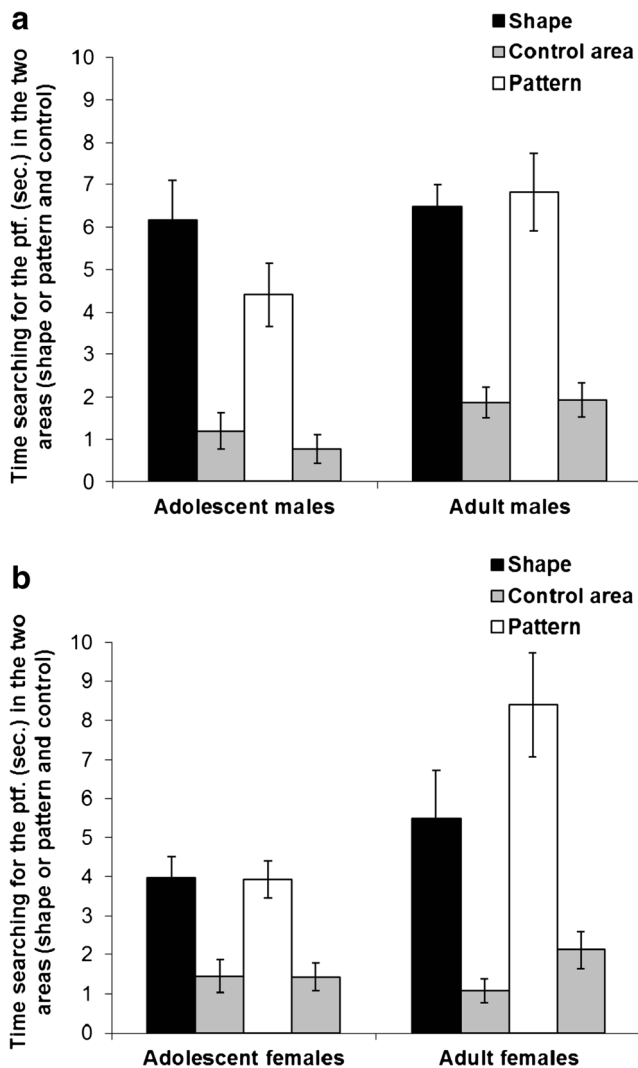 a
Shape
Control area
Pattern
Time searching for the ptf. (sec.) in the two
areas (shape or pattern and control)
10
9
8
7
6
5
4
3
2
1
0
Adolescent males
Adult males
b
Shape
Control area
Pattern
Time searching for the ptf. (sec.) in the two
areas (shape or pattern and control)
10
9
8
7
6
5
4
3
2
1
0
Adolescent females
Adult females